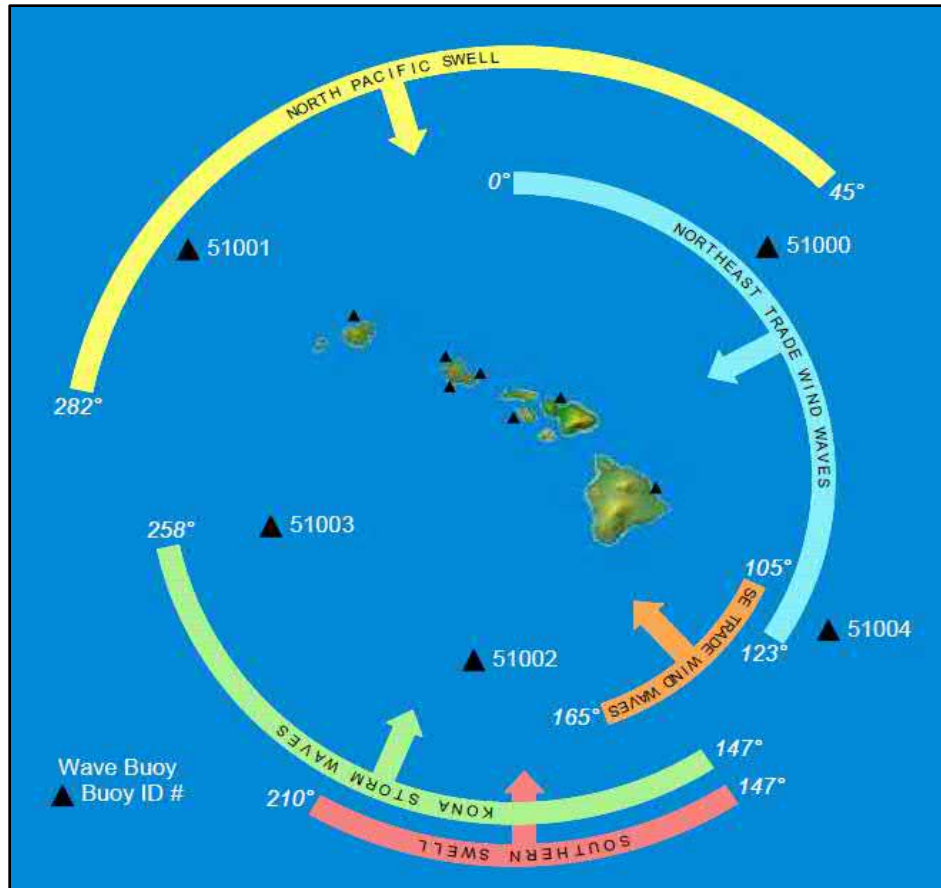 NORTH PACIFIC SWELL
0°
45°
NORTHEAST TRADE WIND WAVES
51001
51000
282°
258°
51003
105°
SE TRADE WIND WAVES
51004
123°
51002
165°
KONA STORM WAVES
147°
Wave Buoy
Buoy ID #
210°
147°
SOUTHERN SWELL